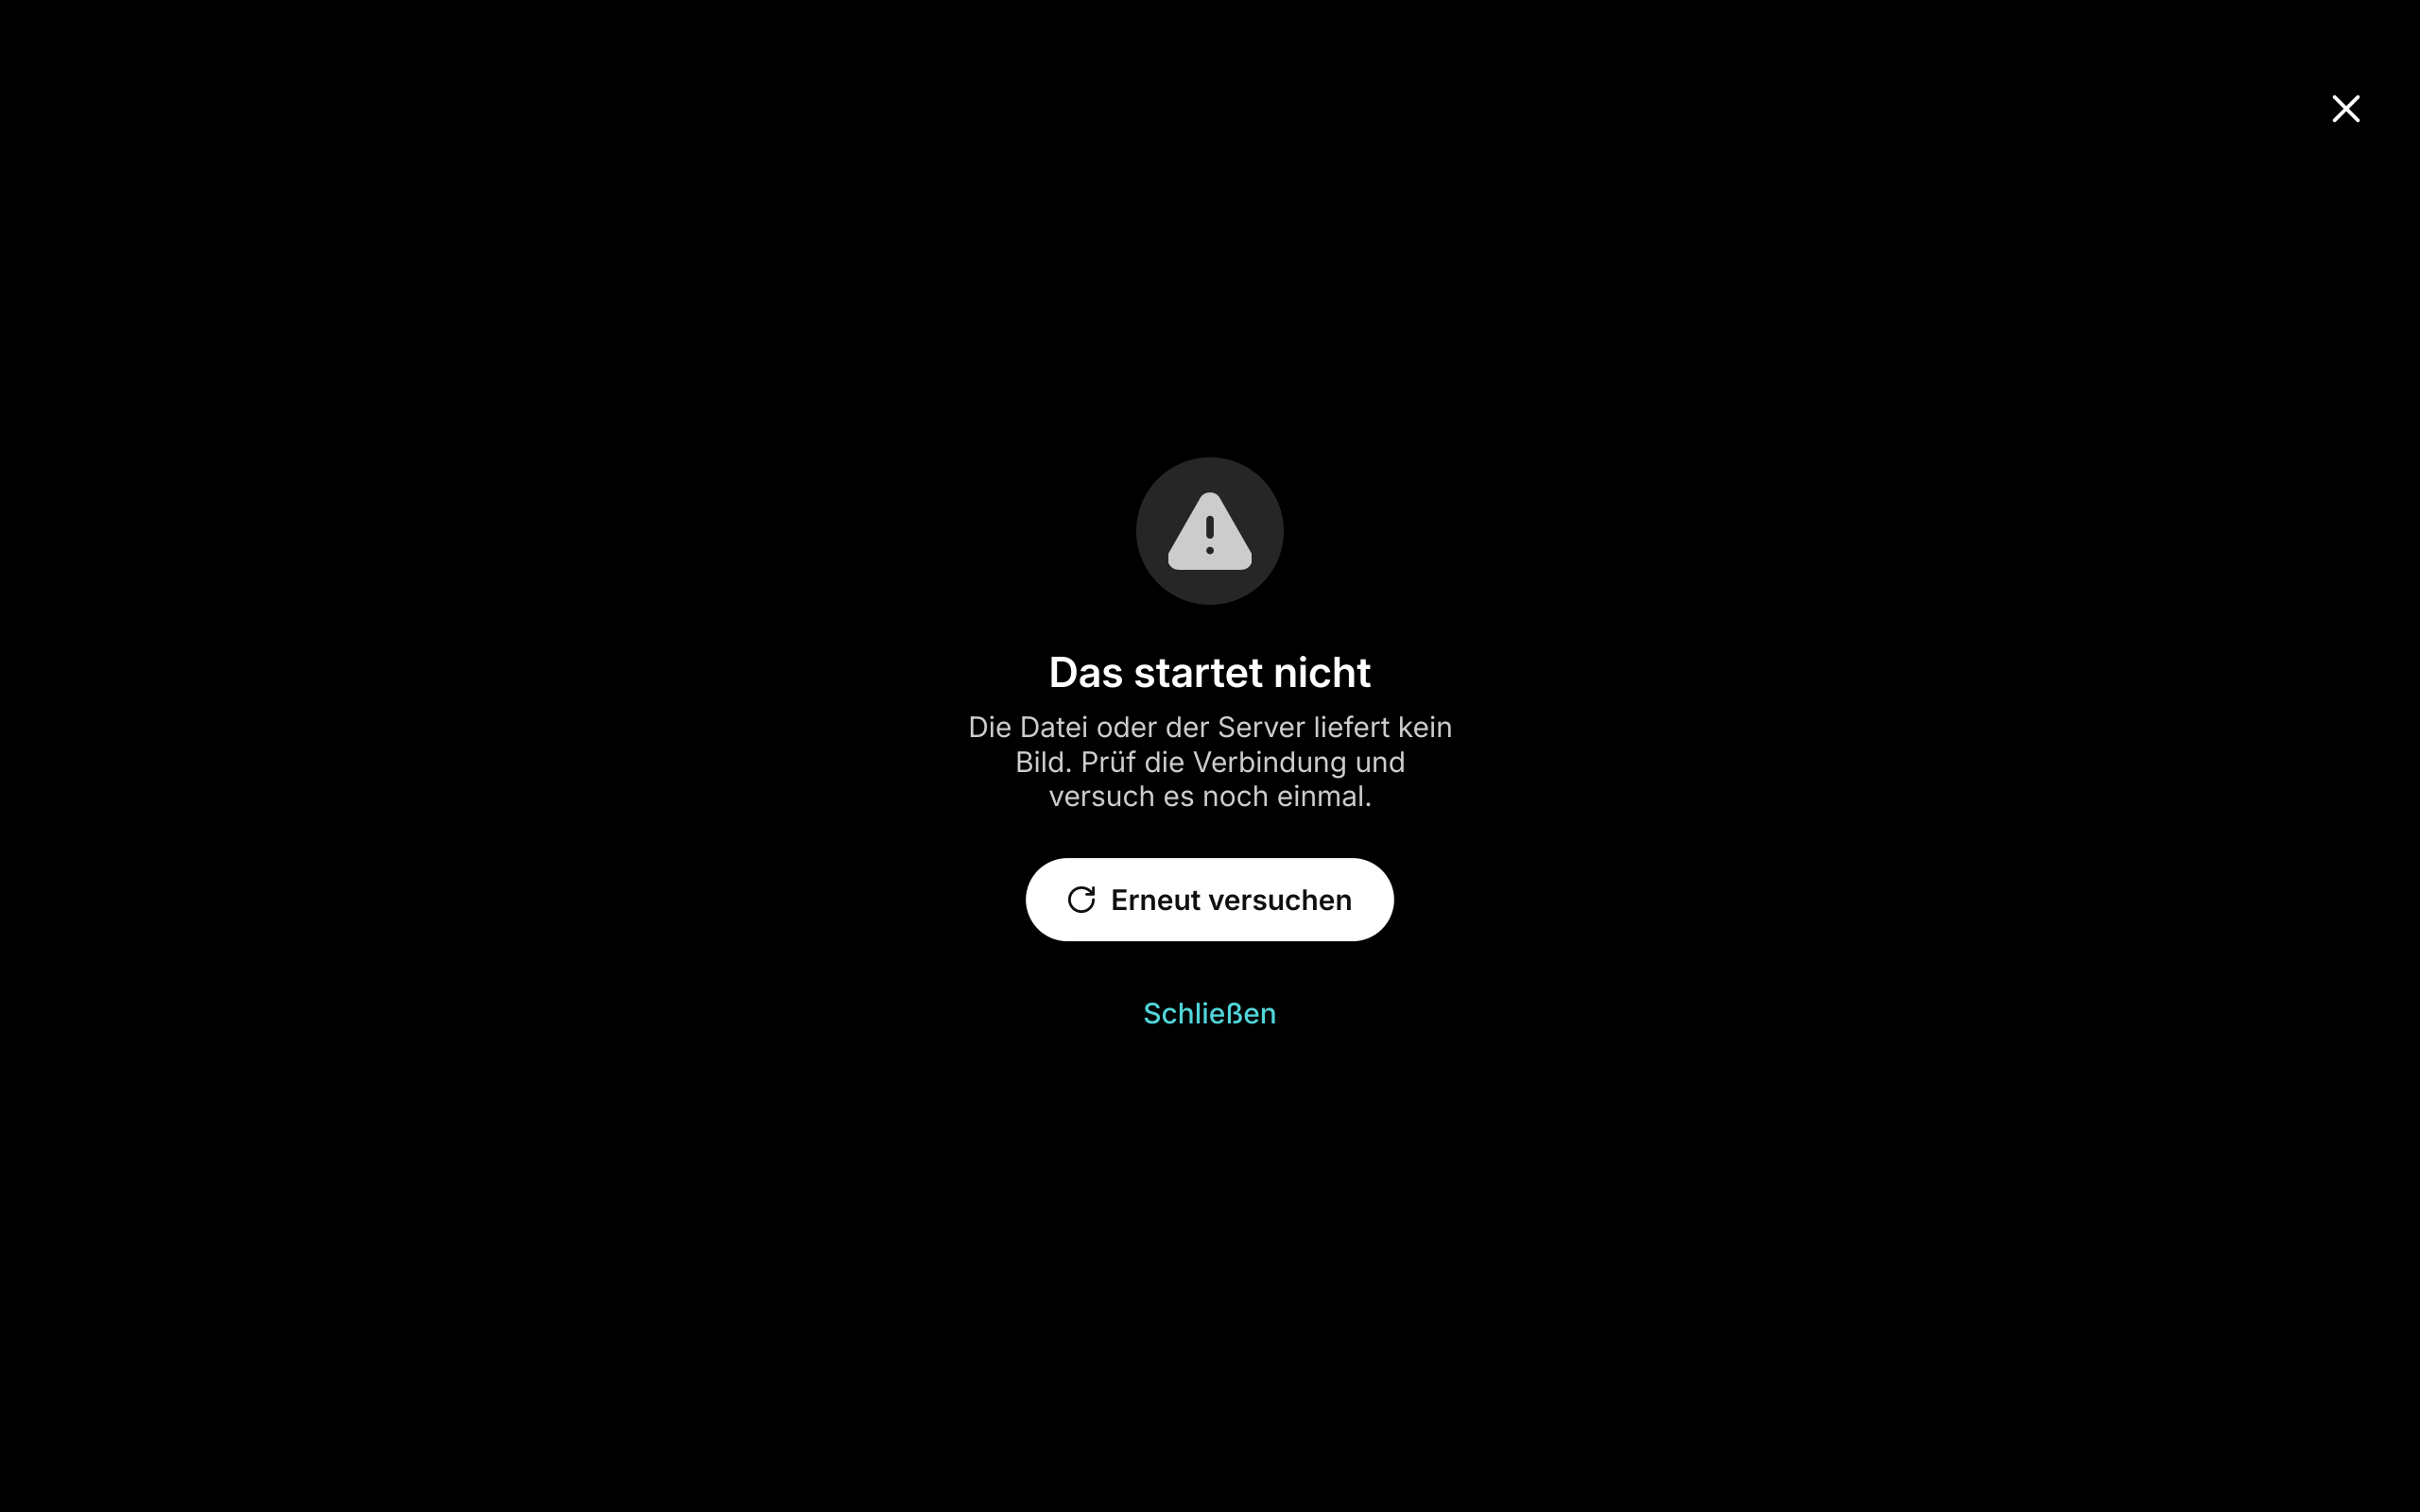 Das startet nicht
Die Datei oder der Server liefert kein
Bild. Prüf die Verbindung und
versuch es noch einmal.
Erneut versuchen
Schließen